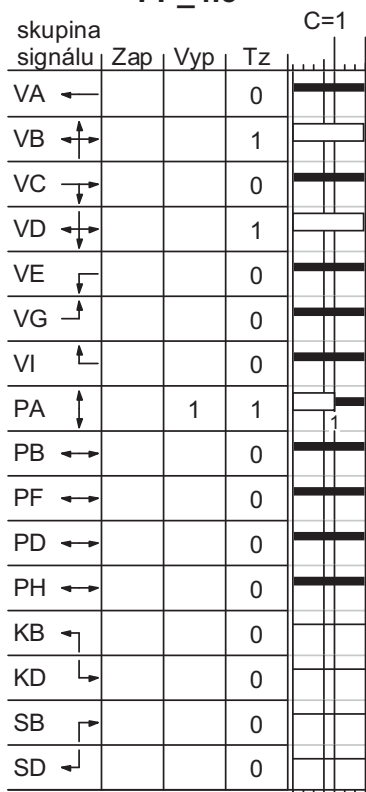 C=1
skupina
signálu Zap Vyp Tz
VA 0
VB 1
VC 0
VD 1
VE 0
VG 0
VI 0
PA 1 1 1
PB 0
PF 0
PD 0
PH 0
KB 0
KD 0
SB 0
SD 0